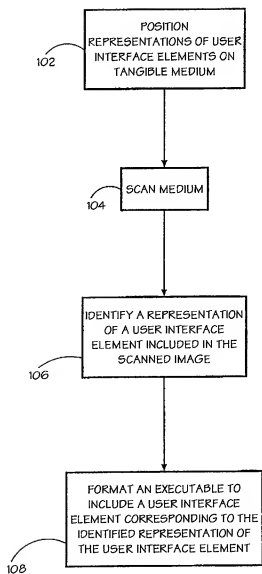 POSITION
REPRESENTATIONS OF USER
INTERFACE ELEMENTS ON
TANGIBLE MEDIUM
102
SCAN MEDIUM
104
IDENTIFY A REPRESENTATION
OF A USER INTERFACE
ELEMENT INCLUDED IN THE
SCANNED IMAGE
106
FORMAT AN EXECUTABLE TO
INCLUDE A USER INTERFACE
ELEMENT CORRESPONDING TO THE
IDENTIFIED REPRESENTATION OF
THE USER INTERFACE ELEMENT
108